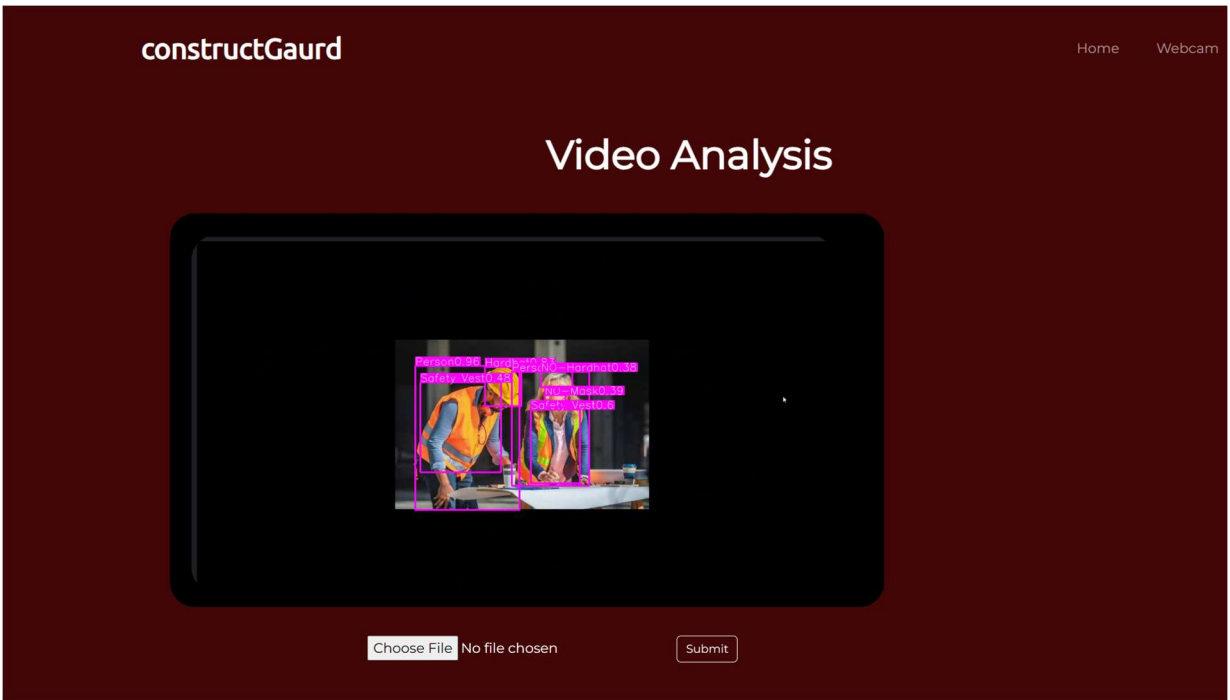 constructGaurd
Home
Webcam
Video Analysis
Person0.96
NO-Hardhat0.38
Safety Vest0.48
NO-Mask0.39
Safety Vest0.6
Choose File
No file chosen
Submit